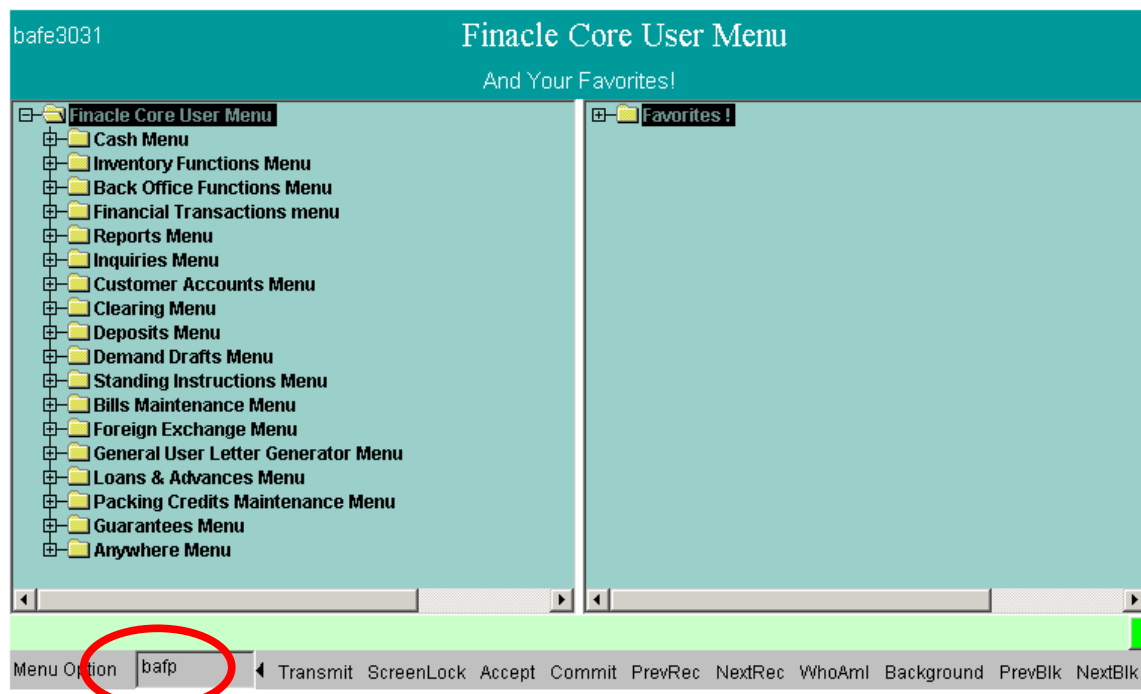 bafe3031
Finacle Core User Menu
And Your Favorites!
Finacle Core User Menu
Cash Menu
Inventory Functions Menu
Back Office Functions Menu
Financial Transactions menu
Reports Menu
Inquiries Menu
Customer Accounts Menu
Clearing Menu
Deposits Menu
Demand Drafts Menu
Standing Instructions Menu
Bills Maintenance Menu
Foreign Exchange Menu
General User Letter Generator Menu
Loans & Advances Menu
Packing Credits Maintenance Menu
Guarantees Menu
Anywhere Menu
Favorites !
Menu Option bafp Transmit ScreenLock Accept Commit PrevRec NextRec WhoAmI Background PrevBlk NextBlk